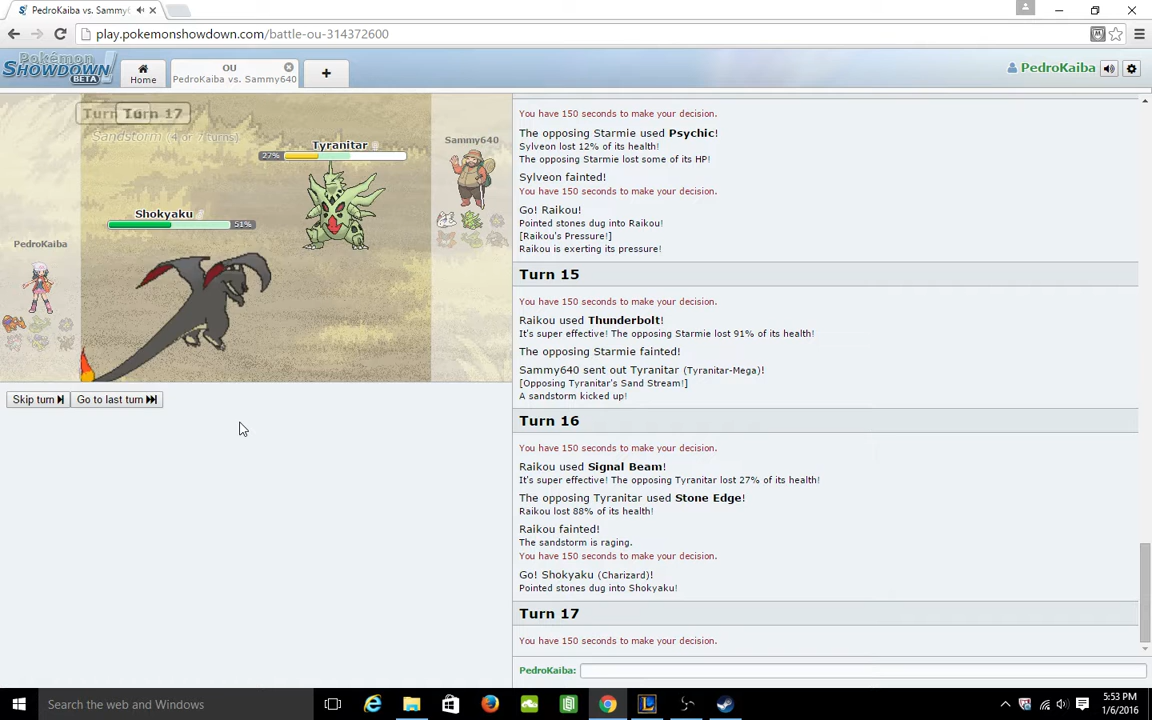 PedroKaiba vs. Sammy
play.pokemonshowdown.com/battle-ou-314372600
Pokémon
SHOWDOWN!
BETA
Home
OU
PedroKaiba vs. Sammy640
+
PedroKaiba
Turn Turn 17
Sandstorm (4 or 7 turns)
Sammy640
Tyranitar
27%
Shokyaku
51%
PedroKaiba
Skip turn
Go to last turn
You have 150 seconds to make your decision.
The opposing Starmie used Psychic!
Sylveon lost 12% of its health!
The opposing Starmie lost some of its HP!
Sylveon fainted!
You have 150 seconds to make your decision.
Go! Raikou!
Pointed stones dug into Raikou!
[Raikou's Pressure!]
Raikou is exerting its pressure!
Turn 15
You have 150 seconds to make your decision.
Raikou used Thunderbolt!
It's super effective! The opposing Starmie lost 91% of its health!
The opposing Starmie fainted!
Sammy640 sent out Tyranitar (Tyranitar-Mega)!
[Opposing Tyranitar's Sand Stream!]
A sandstorm kicked up!
Turn 16
You have 150 seconds to make your decision.
Raikou used Signal Beam!
It's super effective! The opposing Tyranitar lost 27% of its health!
The opposing Tyranitar used Stone Edge!
Raikou lost 88% of its health!
Raikou fainted!
The sandstorm is raging.
You have 150 seconds to make your decision.
Go! Shokyaku (Charizard)!
Pointed stones dug into Shokyaku!
Turn 17
You have 150 seconds to make your decision.
PedroKaiba:
Search the web and Windows
5:53 PM
1/6/2016